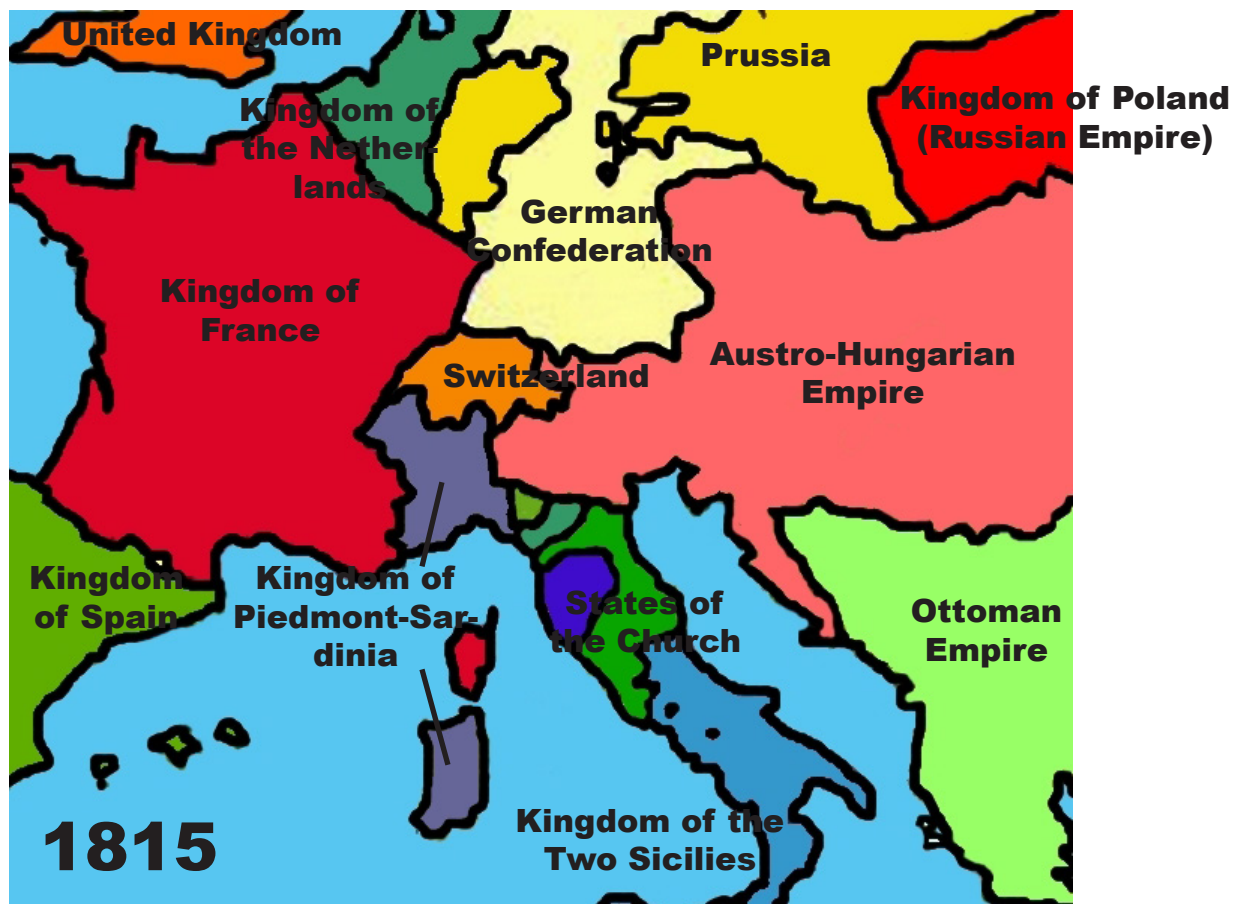 United Kingdom
Prussia
Kingdom of Poland
(Russian Empire)
Kingdom of
the Nether-
lands
German
Confederation
Kingdom of
France
Switzerland
Austro-Hungarian
Empire
Kingdom
of Spain
Kingdom of
Piedmont-Sar-
dinia
States of
the Church
Ottoman
Empire
Kingdom of the
Two Sicilies
1815